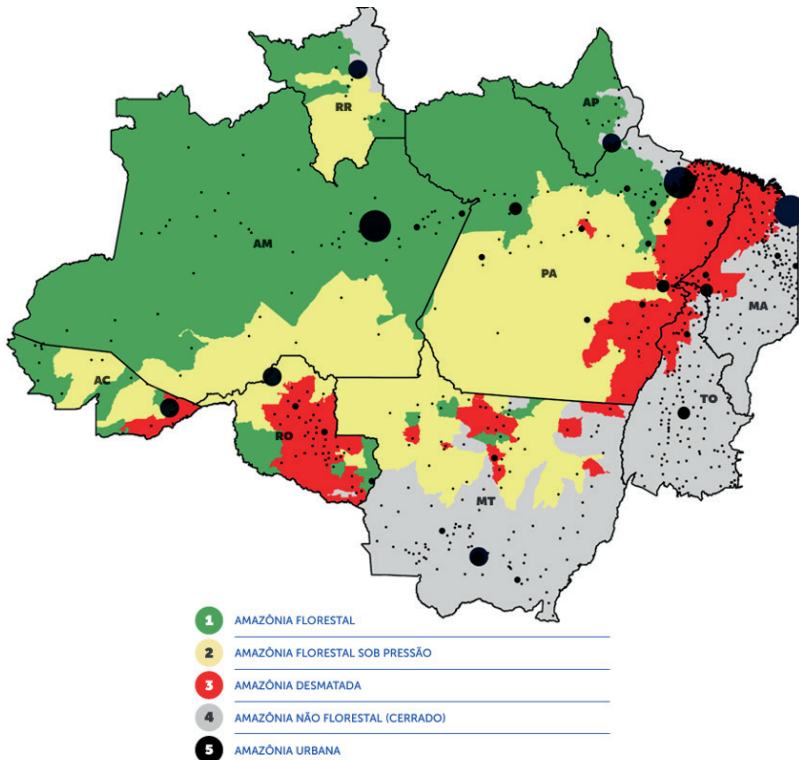 RR
AP
AM
PA
MA
AC
TO
RO
MT
1 AMAZÔNIA FLORESTAL
2 AMAZÔNIA FLORESTAL SOB PRESSÃO
3 AMAZÔNIA DESMATADA
4 AMAZÔNIA NÃO FLORESTAL (CERRADO)
5 AMAZÔNIA URBANA